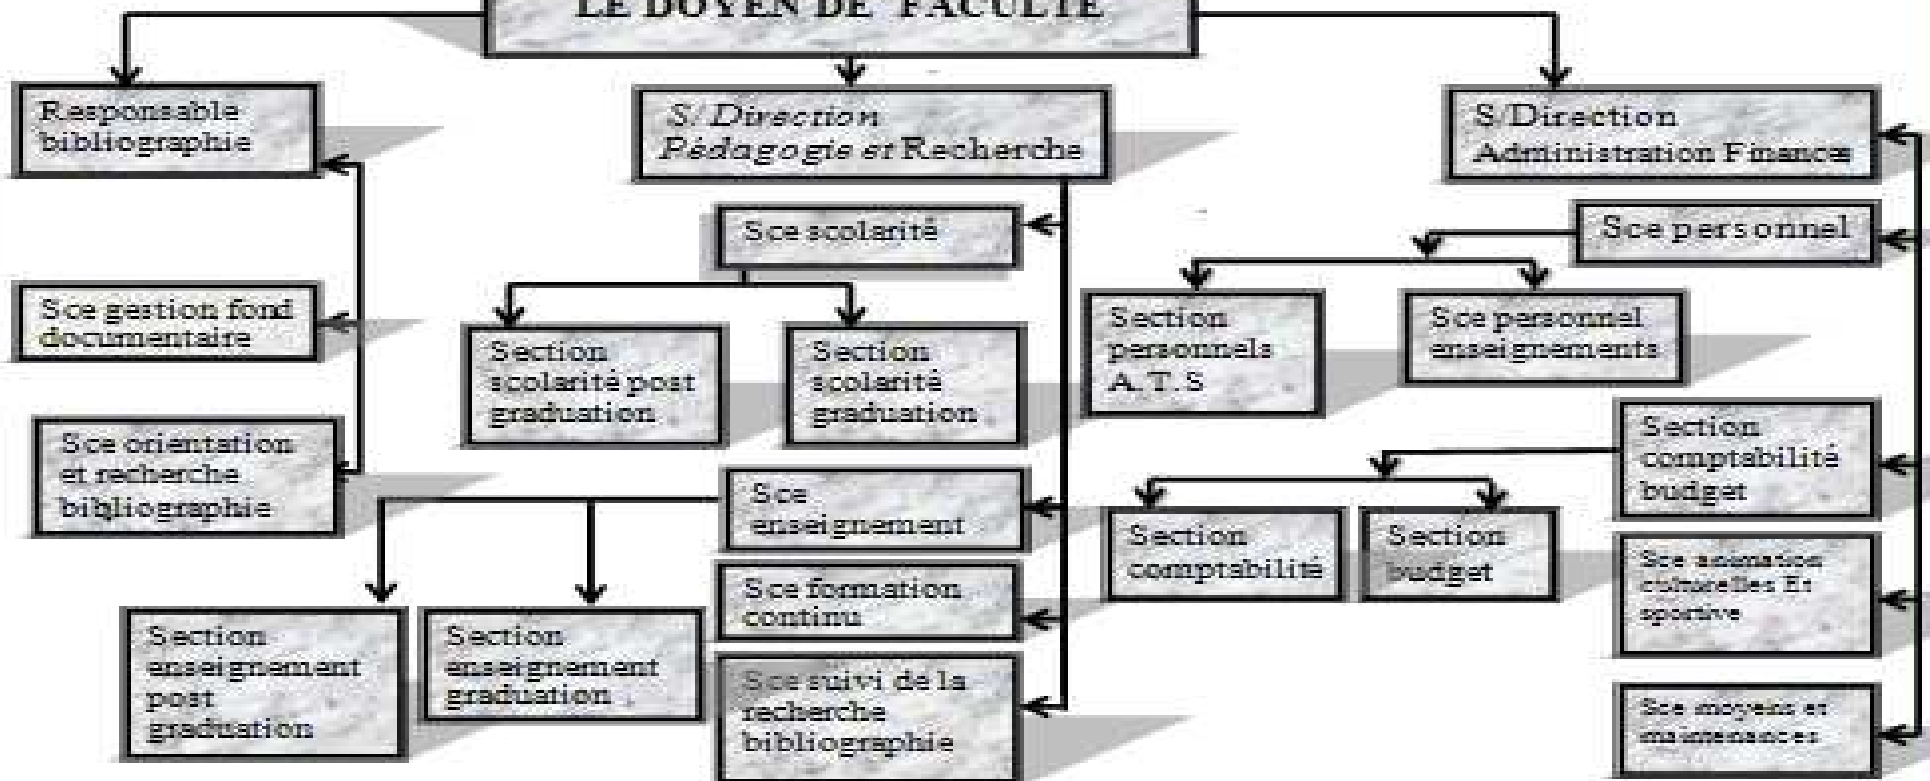 LE DOYEN DE FACULTE
Responsable
bibliographie
S/Direction
Pédagogie et Recherche
S/Direction
Administration Finances
Sce scolarité
Sce personnel
Sce gestion fond
documentaire
Section
scolarité post
graduation
Section
scolarité
graduation
Section
personnels
A.T.S
Sce personnel
enseignements
Sce orientation
et recherche
bibliographie
Sce
enseignement
Section
comptabilité
budget
Section
comptabilité
Section
budget
Sce formation
continu
Sce animation
culturelles Et
sportive
Section
enseignement
post
graduation
Section
enseignement
graduation
Sce suivi de la
recherche
bibliographie
Sce moyens et
maintenances